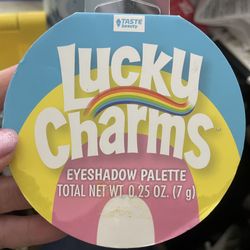 TASTE
beauty
Lucky
Charms
EYESHADOW PALETTE
TOTAL NET WT. 0.25 OZ. (7 g)